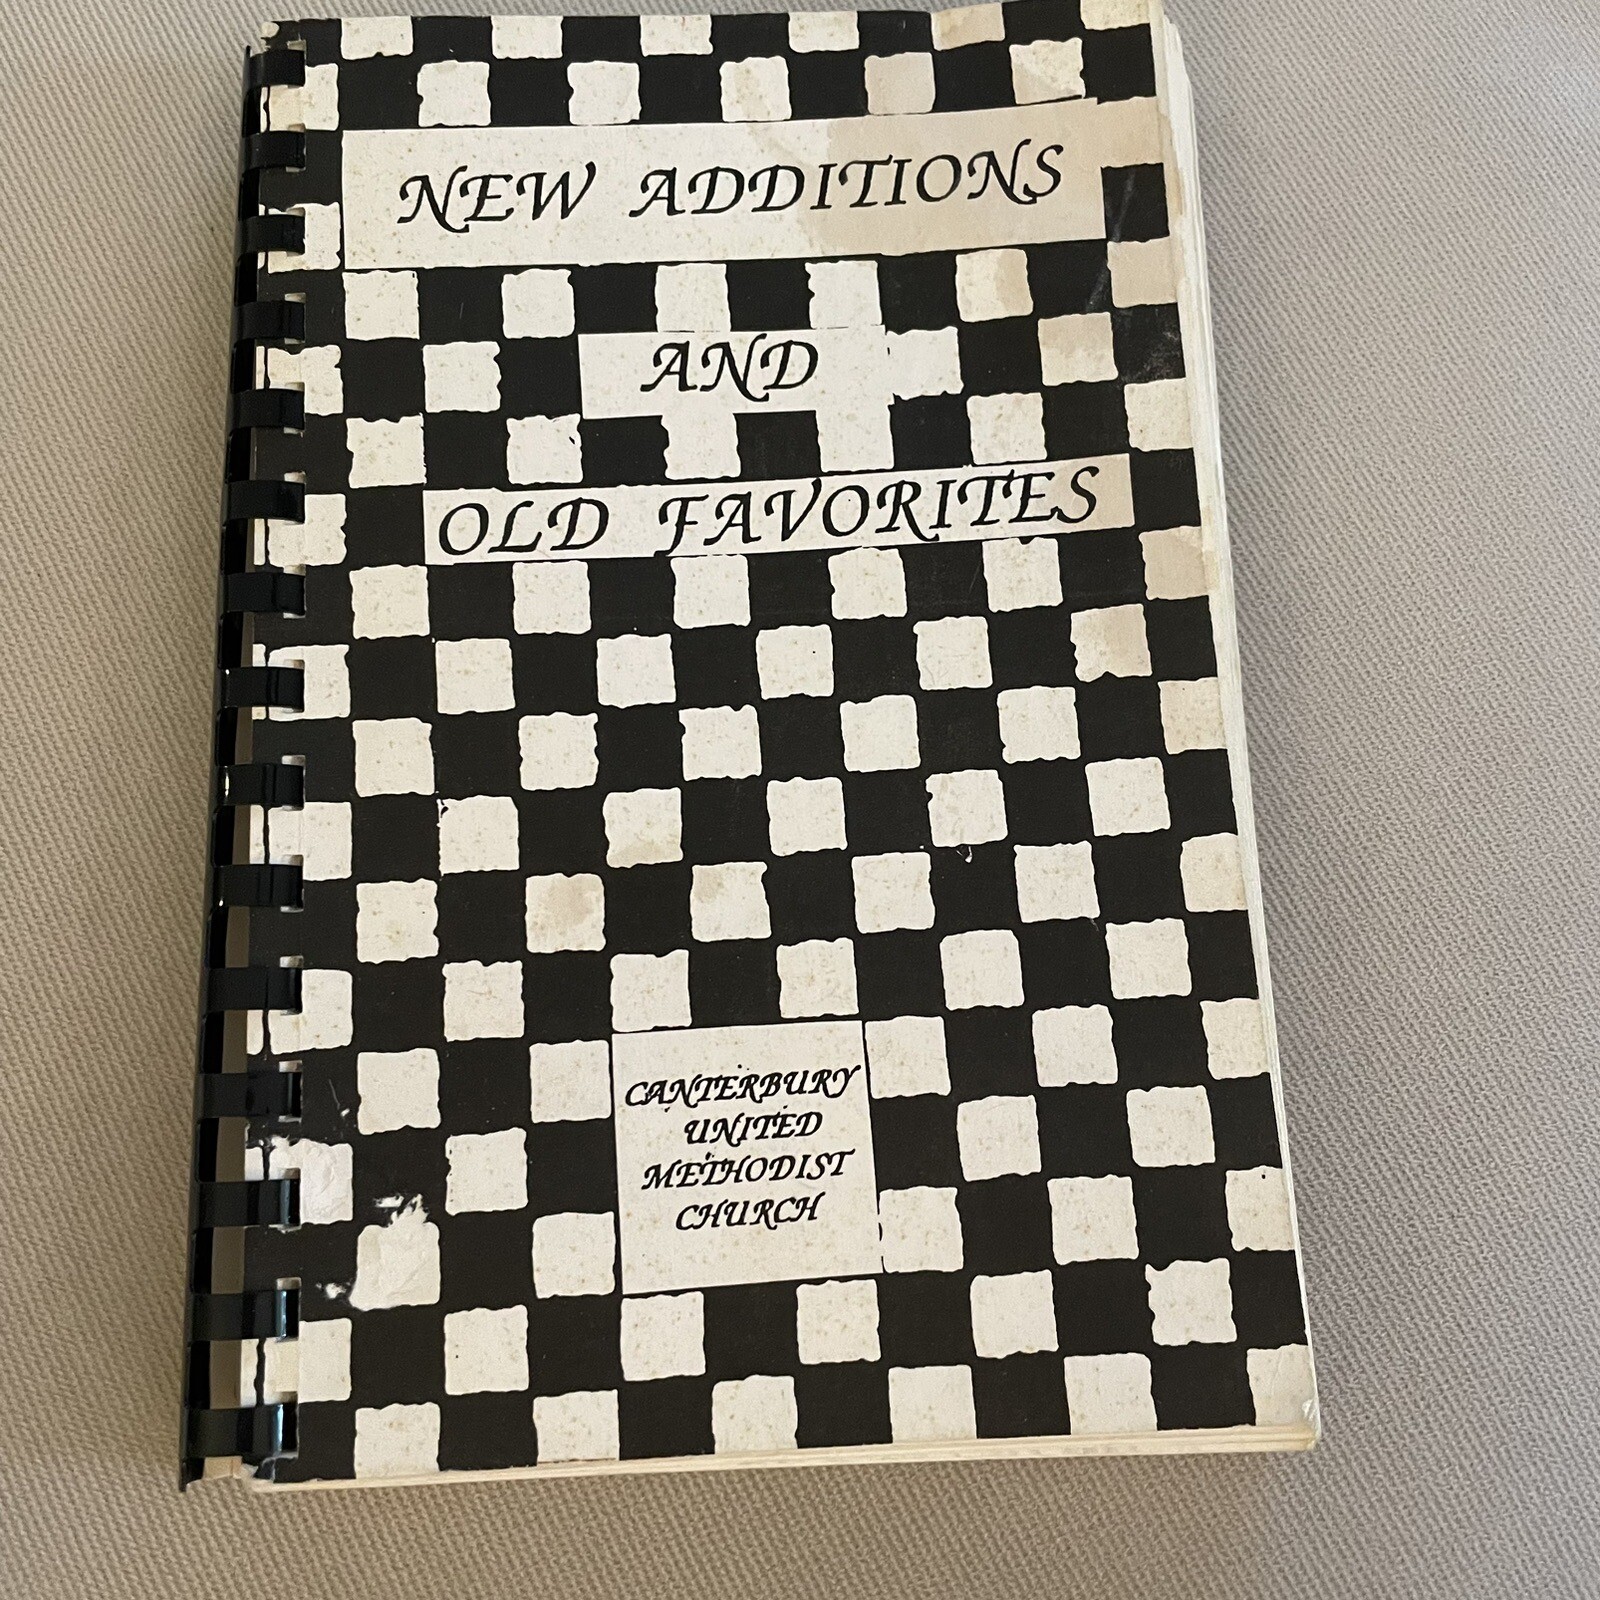 NEW ADDITIONS
AND
OLD FAVORITES
CANTERBURY
UNITED
METHODIST
CHURCH